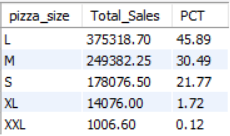 pizza_size Total_Sales PCT
L 375318.70 45.89
M 249382.25 30.49
S 178076.50 21.77
XL 14076.00 1.72
XXL 1006.60 0.12